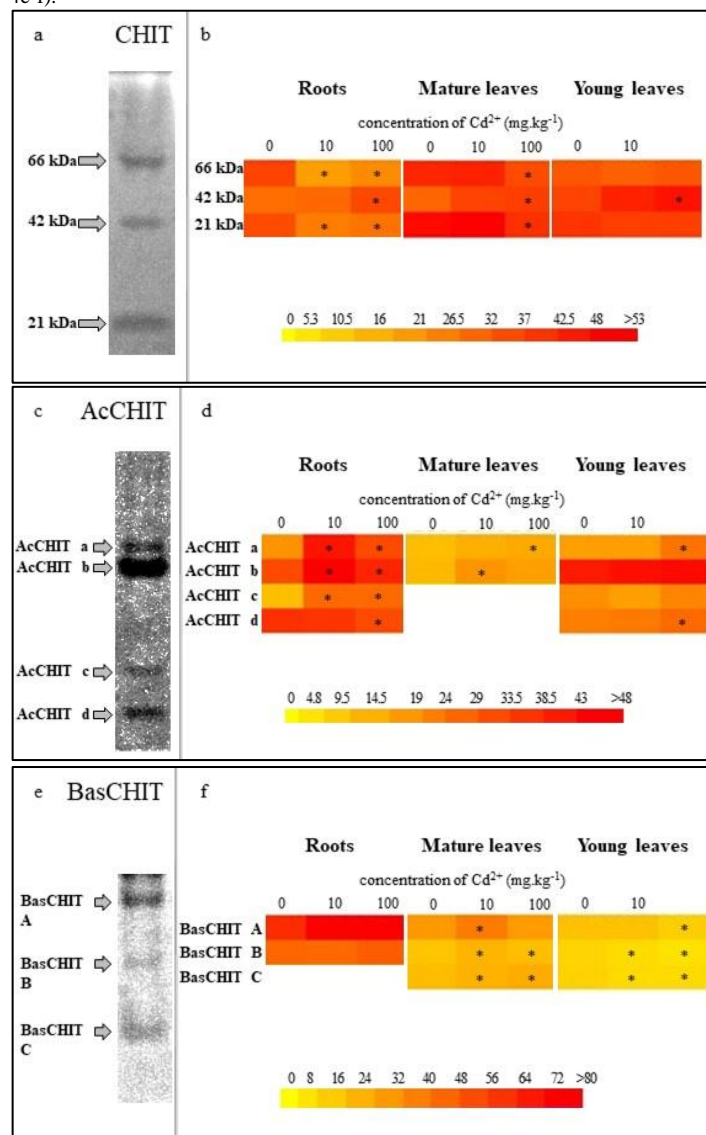 a CHIT b
Roots Mature leaves Young leaves
concentration of Cd2+ (mg.kg-1)
0 10 100 0 10 100 0 10
66 kDa 66 kDa * * *
42 kDa 42 kDa * * *
21 kDa 21 kDa * * *
0 5.3 10.5 16 21 26.5 32 37 42.5 48 >53
c AcCHIT d
Roots Mature leaves Young leaves
concentration of Cd2+ (mg.kg-1)
0 10 100 0 10 100 0 10
AcCHIT a AcCHIT a * * * *
AcCHIT b AcCHIT b * * *
AcCHIT c * *
AcCHIT d * *
AcCHIT c
AcCHIT d
0 4.8 9.5 14.5 19 24 29 33.5 38.5 43 >48
e BasCHIT f
Roots Mature leaves Young leaves
concentration of Cd2+ (mg.kg-1)
0 10 100 0 10 100 0 10
BasCHIT A BasCHIT A * *
BasCHIT B BasCHIT B * * * *
BasCHIT C BasCHIT C * * * *
0 8 16 24 32 40 48 56 64 72 >80